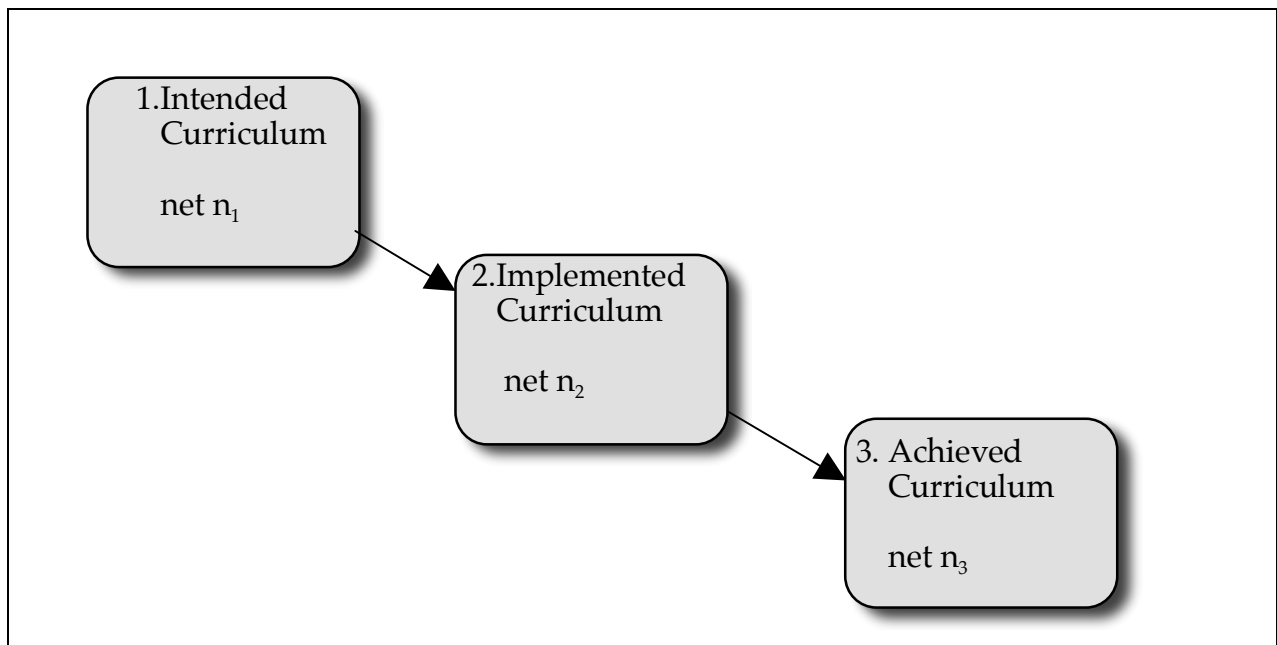 1.Intended
Curriculum
net n₁
2.Implemented
Curriculum
net n₂
3. Achieved
Curriculum
net n₃